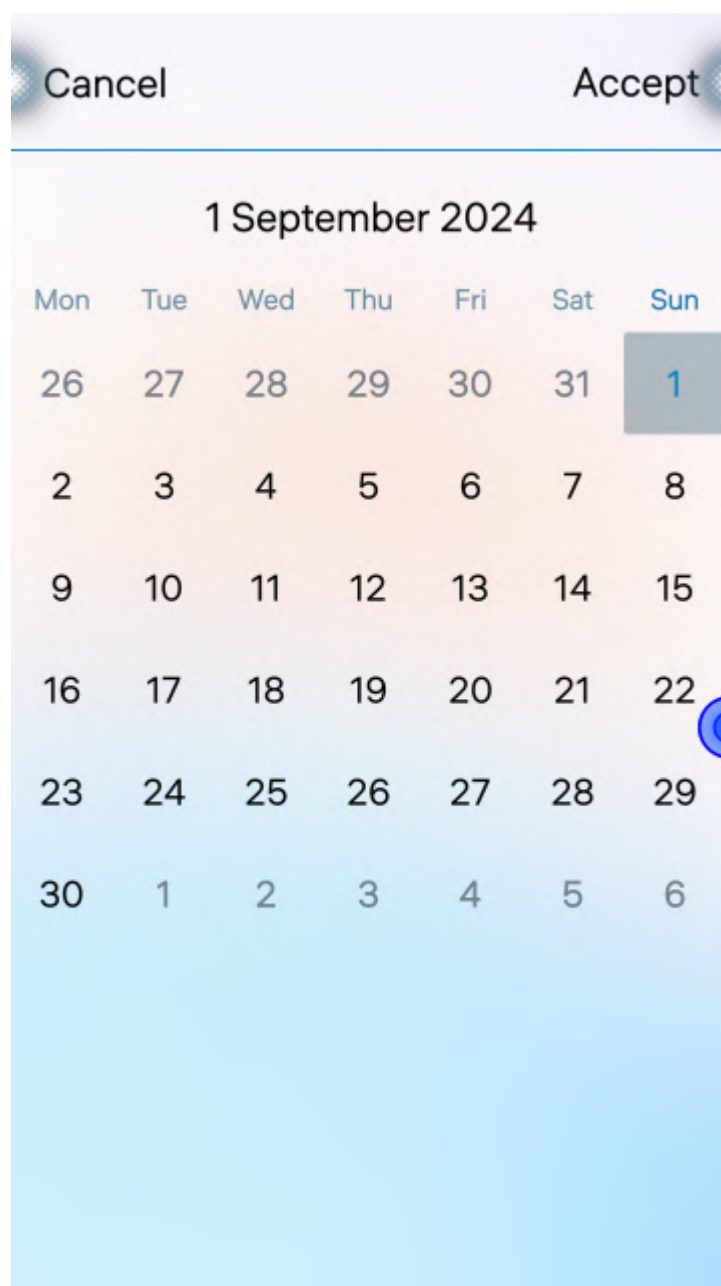 Cancel Accept
1 September 2024
Mon Tue Wed Thu Fri Sat Sun
26 27 28 29 30 31 1
2 3 4 5 6 7 8
9 10 11 12 13 14 15
16 17 18 19 20 21 22
23 24 25 26 27 28 29
30 1 2 3 4 5 6